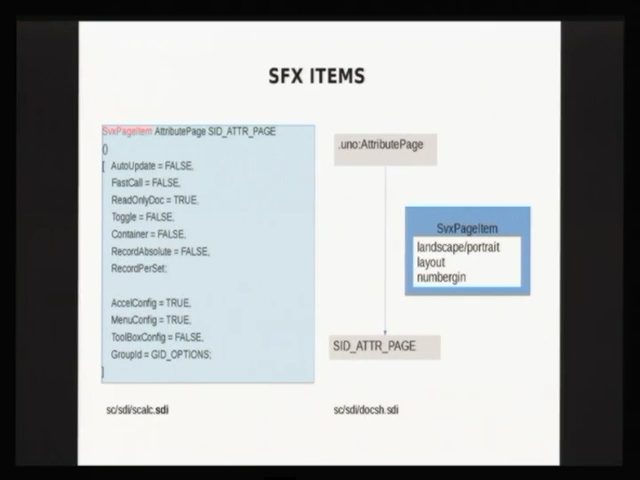 SFX ITEMS
SvxPageItem AttributePage SID_ATTR_PAGE
()
[ AutoUpdate = FALSE,
FastCall = FALSE,
ReadOnlyDoc = TRUE,
Toggle = FALSE,
Container = FALSE,
RecordAbsolute = FALSE,
RecordPerSet;
AccelConfig = TRUE,
MenuConfig = TRUE,
ToolBoxConfig = FALSE,
GroupId = GID_OPTIONS;
]
sc/sdi/scalc.sdi
.uno:AttributePage
SvxPageItem
landscape/portrait
layout
numbergin
SID_ATTR_PAGE
sc/sdi/docsh.sdi